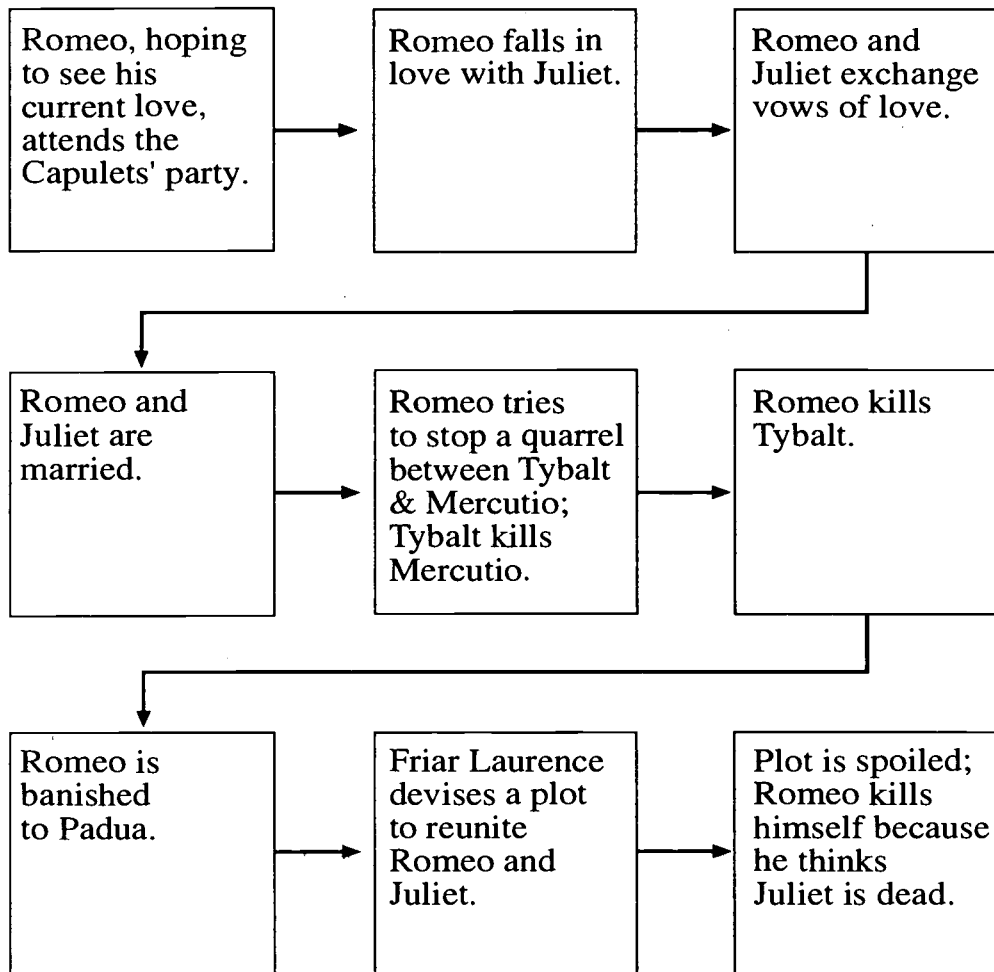 Romeo, hoping
to see his
current love,
attends the
Capulets' party.
Romeo falls in
love with Juliet.
Romeo and
Juliet exchange
vows of love.
Romeo and
Juliet are
married.
Romeo tries
to stop a quarrel
between Tybalt
& Mercutio;
Tybalt kills
Mercutio.
Romeo kills
Tybalt.
Romeo is
banished
to Padua.
Friar Laurence
devises a plot
to reunite
Romeo and
Juliet.
Plot is spoiled;
Romeo kills
himself because
he thinks
Juliet is dead.